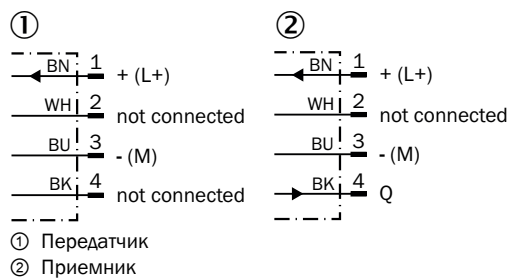 ① ②
BN 1 + (L+)
WH 2 not connected
BU 3 - (M)
BK 4 not connected
BN 1 + (L+)
WH 2 not connected
BU 3 - (M)
BK 4 Q
① Передатчик
② Приемник